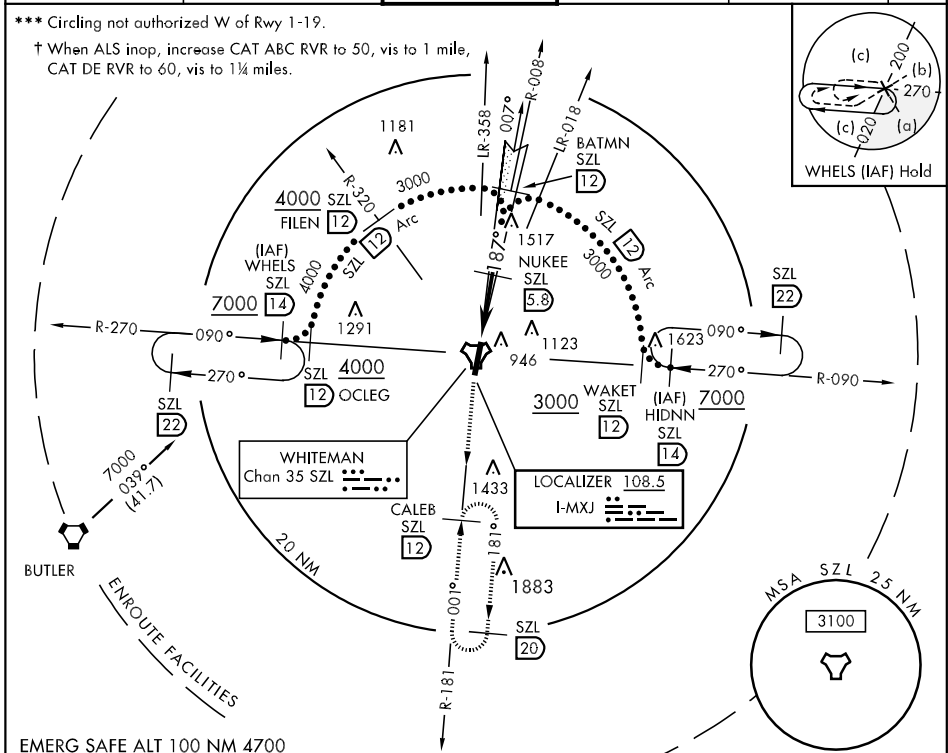 *** Circling not authorized W of Rwy 1-19.
† When ALS inop, increase CAT ABC RVR to 50, vis to 1 mile,
CAT DE RVR to 60, vis to 1¼ miles.
(c)
200
(b)
270
(c)
020
(a)
WHELS (IAF) Hold
1181
LR-358
007°
R-008
LR-018
BATMN
SZL
12
R-320
3000
4000 SZL
FILEN 12
SZL 12 Arc
4000
187°
1517
SZL 12 Arc
3000
NUKEE
SZL
5.8
(IAF)
WHELS
SZL
7000 14
1291
SZL
22
R-270
090°
270°
946
1123
1623
090°
270°
R-090
SZL 4000
12 OCLEG
WAKET
3000 SZL
12
(IAF)
HIDNN 7000
SZL
14
SZL
22
WHITEMAN
Chan 35 SZL
LOCALIZER 108.5
I-MXJ
7000
039°
(41.7)
BUTLER
1433
CALEB
SZL
12
181°
001°
1883
SZL
20
R-181
20 NM
ENROUTE FACILITIES
MSA SZL 25 NM
3100
EMERG SAFE ALT 100 NM 4700